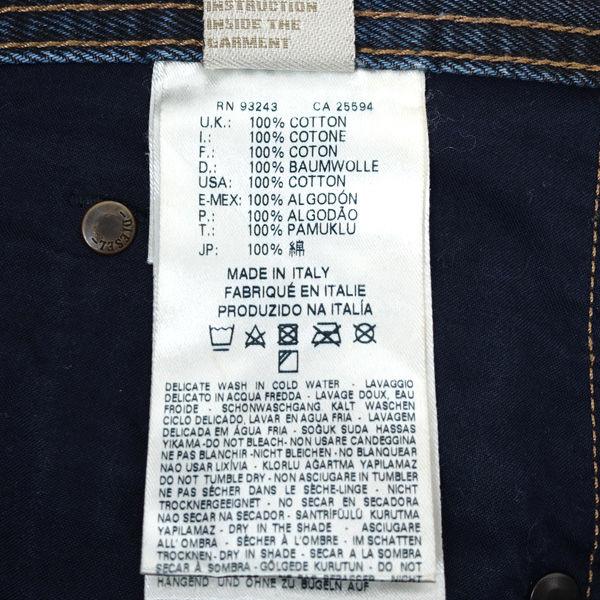 INSTRUCTION
INSIDE THE
GARMENT
RN 93243 CA 25594
U.K.: 100% COTTON
I.: 100% COTONE
F.: 100% COTON
D.: 100% BAUMWOLLE
USA: 100% COTTON
E-MEX: 100% ALGODÓN
P.: 100% ALGODÃO
T.: 100% PAMUKLU
JP: 100% 綿
MADE IN ITALY
FABRIQUÉ EN ITALIE
PRODUZIDO NA ITALÍA
DIESEL
DELICATE WASH IN COLD WATER - LAVAGGIO
DELICATO IN ACQUA FREDDA - LAVAGE DOUX, EAU
FROIDE - SCHONWASCHGANG KALT WASCHEN
CICLO DELICADO, LAVAR EN AGUA FRIA - LAVAGEM
DELICADA EM ÁGUA FRIA - SOĞUK SUDA HASSAS
YIKAMA-DO NOT BLEACH-NON USARE CANDEGGINA
NE PAS BLANCHIR-NICHT BLEICHEN - NO BLANQUEAR
NAO USAR LIXÍVIA - KLORLU AĞARTMA YAPILAMAZ
DO NOT TUMBLE DRY - NON ASCIUGARE IN TUMBLER
NE PAS SÈCHER DANS LE SÈCHE-LINGE - NICHT
TROCKNERGEEIGNET - NO SECAR EN SECADORA
NAO SECAR NA SECADOR - SANTRİFÜJLÜ KURUTMA
YAPILAMAZ - DRY IN THE SHADE - ASCIUGARE
ALL'OMBRA - SÈCHER À L'OMBRE - IM SCHATTEN
TROCKNEN-DRY IN SHADE - SECAR A LA SOMBRA
SECAR À SOMBRA - GÖLGEDE KURUTUN - DO NOT
HÄNGEND UND OHNE ZU BÜGELN AUF